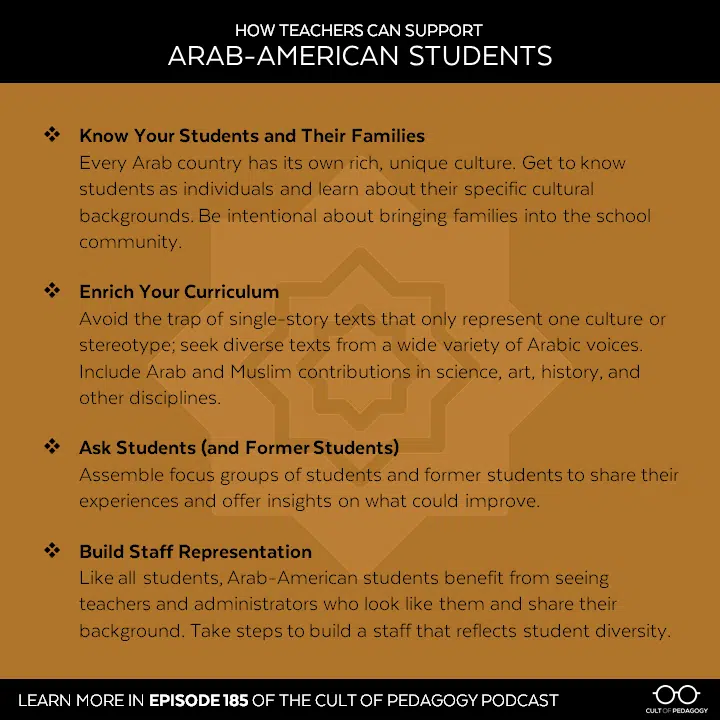 HOW TEACHERS CAN SUPPORT
ARAB-AMERICAN STUDENTS
❖ Know Your Students and Their Families
Every Arab country has its own rich, unique culture. Get to know
students as individuals and learn about their specific cultural
backgrounds. Be intentional about bringing families into the school
community.
❖ Enrich Your Curriculum
Avoid the trap of single-story texts that only represent one culture or
stereotype; seek diverse texts from a wide variety of Arabic voices.
Include Arab and Muslim contributions in science, art, history, and
other disciplines.
❖ Ask Students (and Former Students)
Assemble focus groups of students and former students to share their
experiences and offer insights on what could improve.
❖ Build Staff Representation
Like all students, Arab-American students benefit from seeing
teachers and administrators who look like them and share their
background. Take steps to build a staff that reflects student diversity.
LEARN MORE IN EPISODE 185 OF THE CULT OF PEDAGOGY PODCAST
CULT OF PEDAGOGY